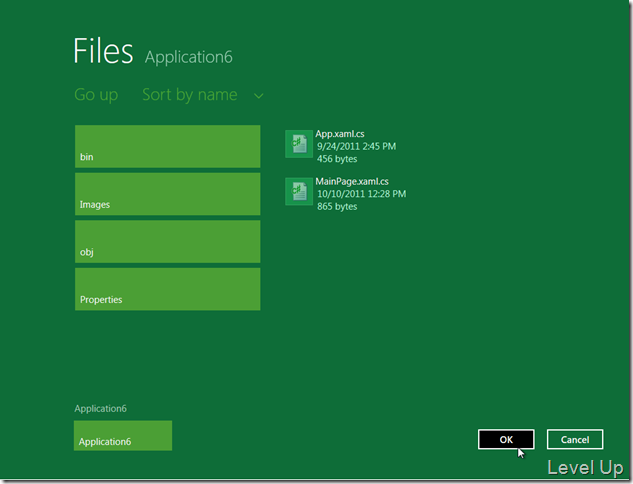 Files Application6
Go up Sort by name
bin
Images
obj
Properties
App.xaml.cs
9/24/2011 2:45 PM
456 bytes
MainPage.xaml.cs
10/10/2011 12:28 PM
865 bytes
Application6
Application6
OK
Cancel
Level Up